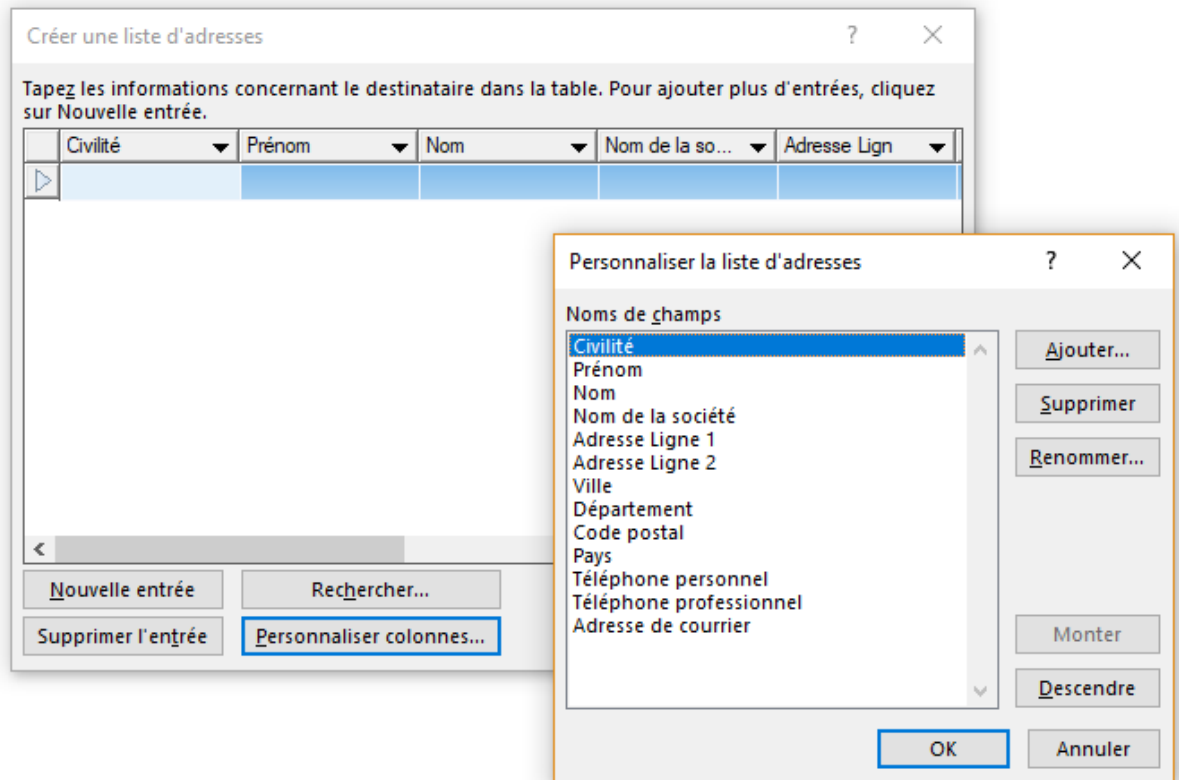 Créer une liste d'adresses ?
Tapez les informations concernant le destinataire dans la table. Pour ajouter plus d'entrées, cliquez
sur Nouvelle entrée.
Civilité Prénom Nom Nom de la so... Adresse Lign
Nouvelle entrée Rechercher...
Supprimer l'entrée Personnaliser colonnes...
Personnaliser la liste d'adresses ?
Noms de champs
Civilité
Prénom
Nom
Nom de la société
Adresse Ligne 1
Adresse Ligne 2
Ville
Département
Code postal
Pays
Téléphone personnel
Téléphone professionnel
Adresse de courrier
Ajouter...
Supprimer
Renommer...
Monter
Descendre
OK Annuler